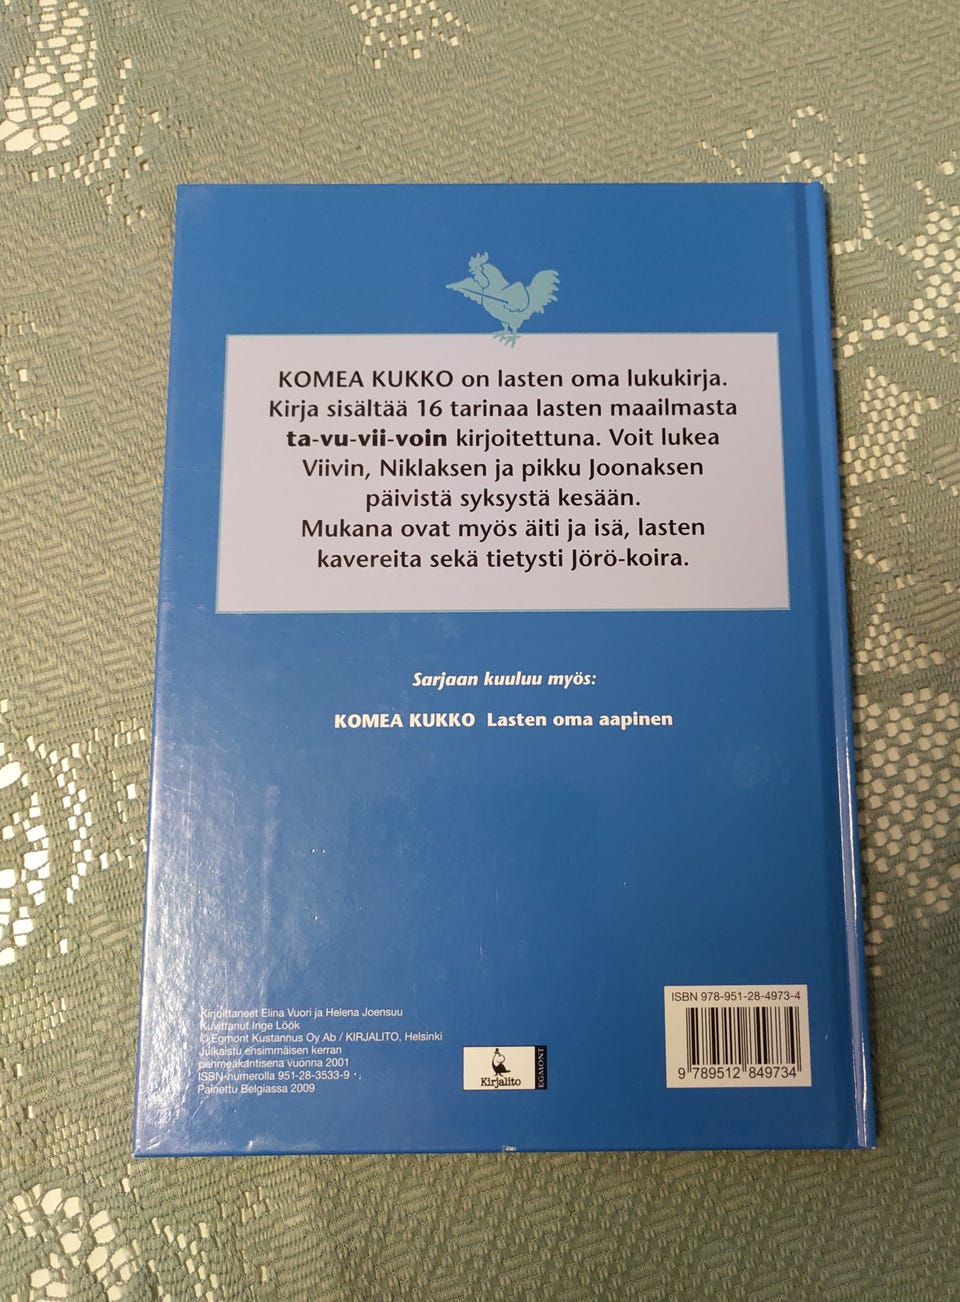 KOMEA KUKKO on lasten oma lukukirja.
Kirja sisältää 16 tarinaa lasten maailmasta
ta-vu-vii-voin kirjoitettuna. Voit lukea
Viivin, Niklaksen ja pikku Joonaksen
päivistä syksystä kesään.
Mukana ovat myös äiti ja isä, lasten
kavereita sekä tietysti Jörö-koira.
Sarjaan kuuluu myös:
KOMEA KUKKO Lasten oma aapinen
Kirjoittaneet Elina Vuori ja Helena Joensuu
Kuvittanut Inge Löök
© Egmont Kustannus Oy Ab / KIRJALITO, Helsinki
Julkaistu ensimmäisen kerran
pehmeäkantisena vuonna 2001
ISBN-numerolla 951-28-3533-9
Painettu Belgiassa 2009
Kirjalito
EGMONT
ISBN 978-951-28-4973-4
9 789512 849734